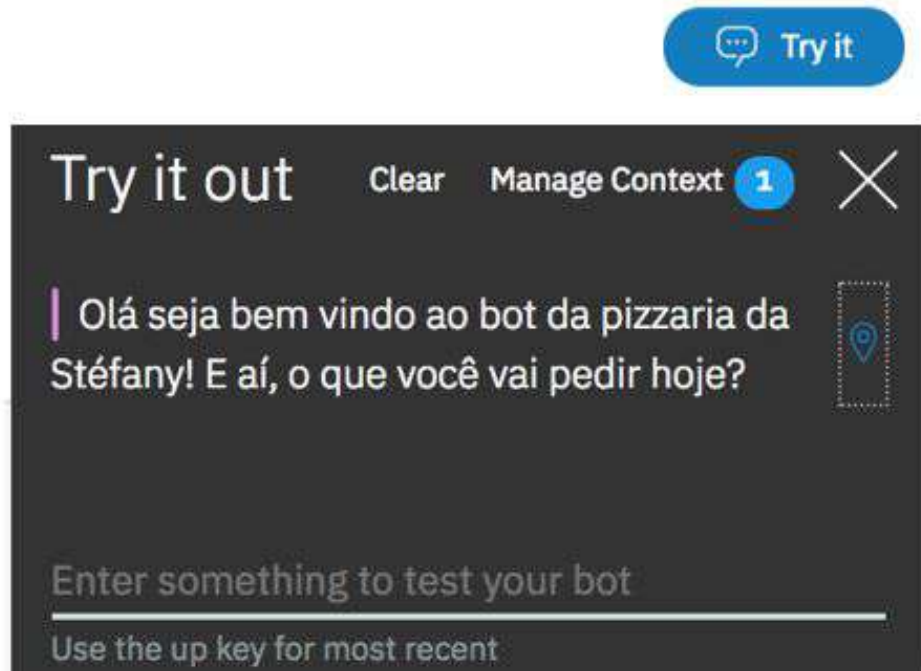 Try it
Try it out
Clear
Manage Context 1
Olá seja bem vindo ao bot da pizzaria da
Stéfany! E aí, o que você vai pedir hoje?
Enter something to test your bot
Use the up key for most recent